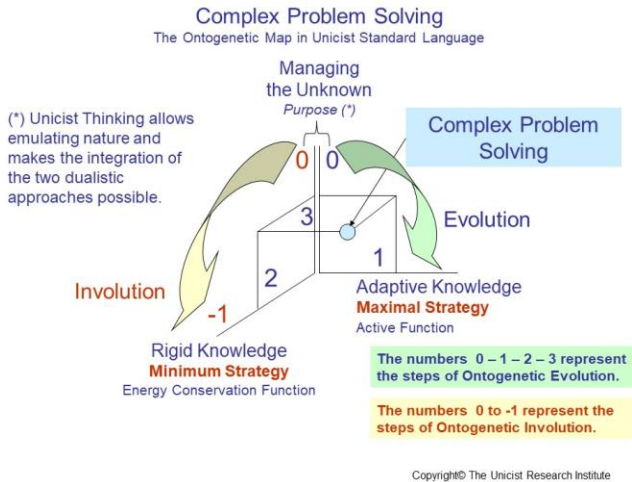 Complex Problem Solving
The Ontogenetic Map in Unicist Standard Language
Managing
the Unknown
Purpose (*)
(*) Unicist Thinking allows
emulating nature and
makes the integration of
the two dualistic
approaches possible.
Complex Problem
Solving
0 0
3
Evolution
1
2
Involution
-1
Adaptive Knowledge
Maximal Strategy
Active Function
Rigid Knowledge
Minimum Strategy
Energy Conservation Function
The numbers 0 – 1 – 2 – 3 represent
the steps of Ontogenetic Evolution.
The numbers 0 to -1 represent the
steps of Ontogenetic Involution.
Copyright© The Unicist Research Institute